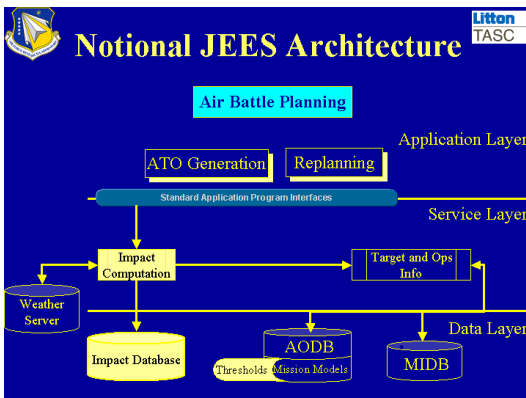 Litton
TASC
Notional JEES Architecture
Air Battle Planning
Application Layer
ATO Generation
Replanning
Standard Application Program Interfaces
Service Layer
Impact
Computation
Target and Ops
Info
Weather
Server
Data Layer
Impact Database
AODB
Thresholds
Mission Models
MIDB